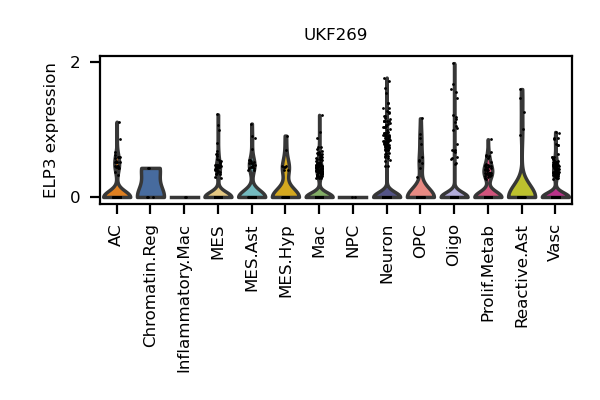 UKF269
ELP3 expression
2
0
AC
Chromatin.Reg
Inflammatory.Mac
MES
MES.Ast
MES.Hyp
Mac
NPC
Neuron
OPC
Oligo
Prolif.Metab
Reactive.Ast
Vasc